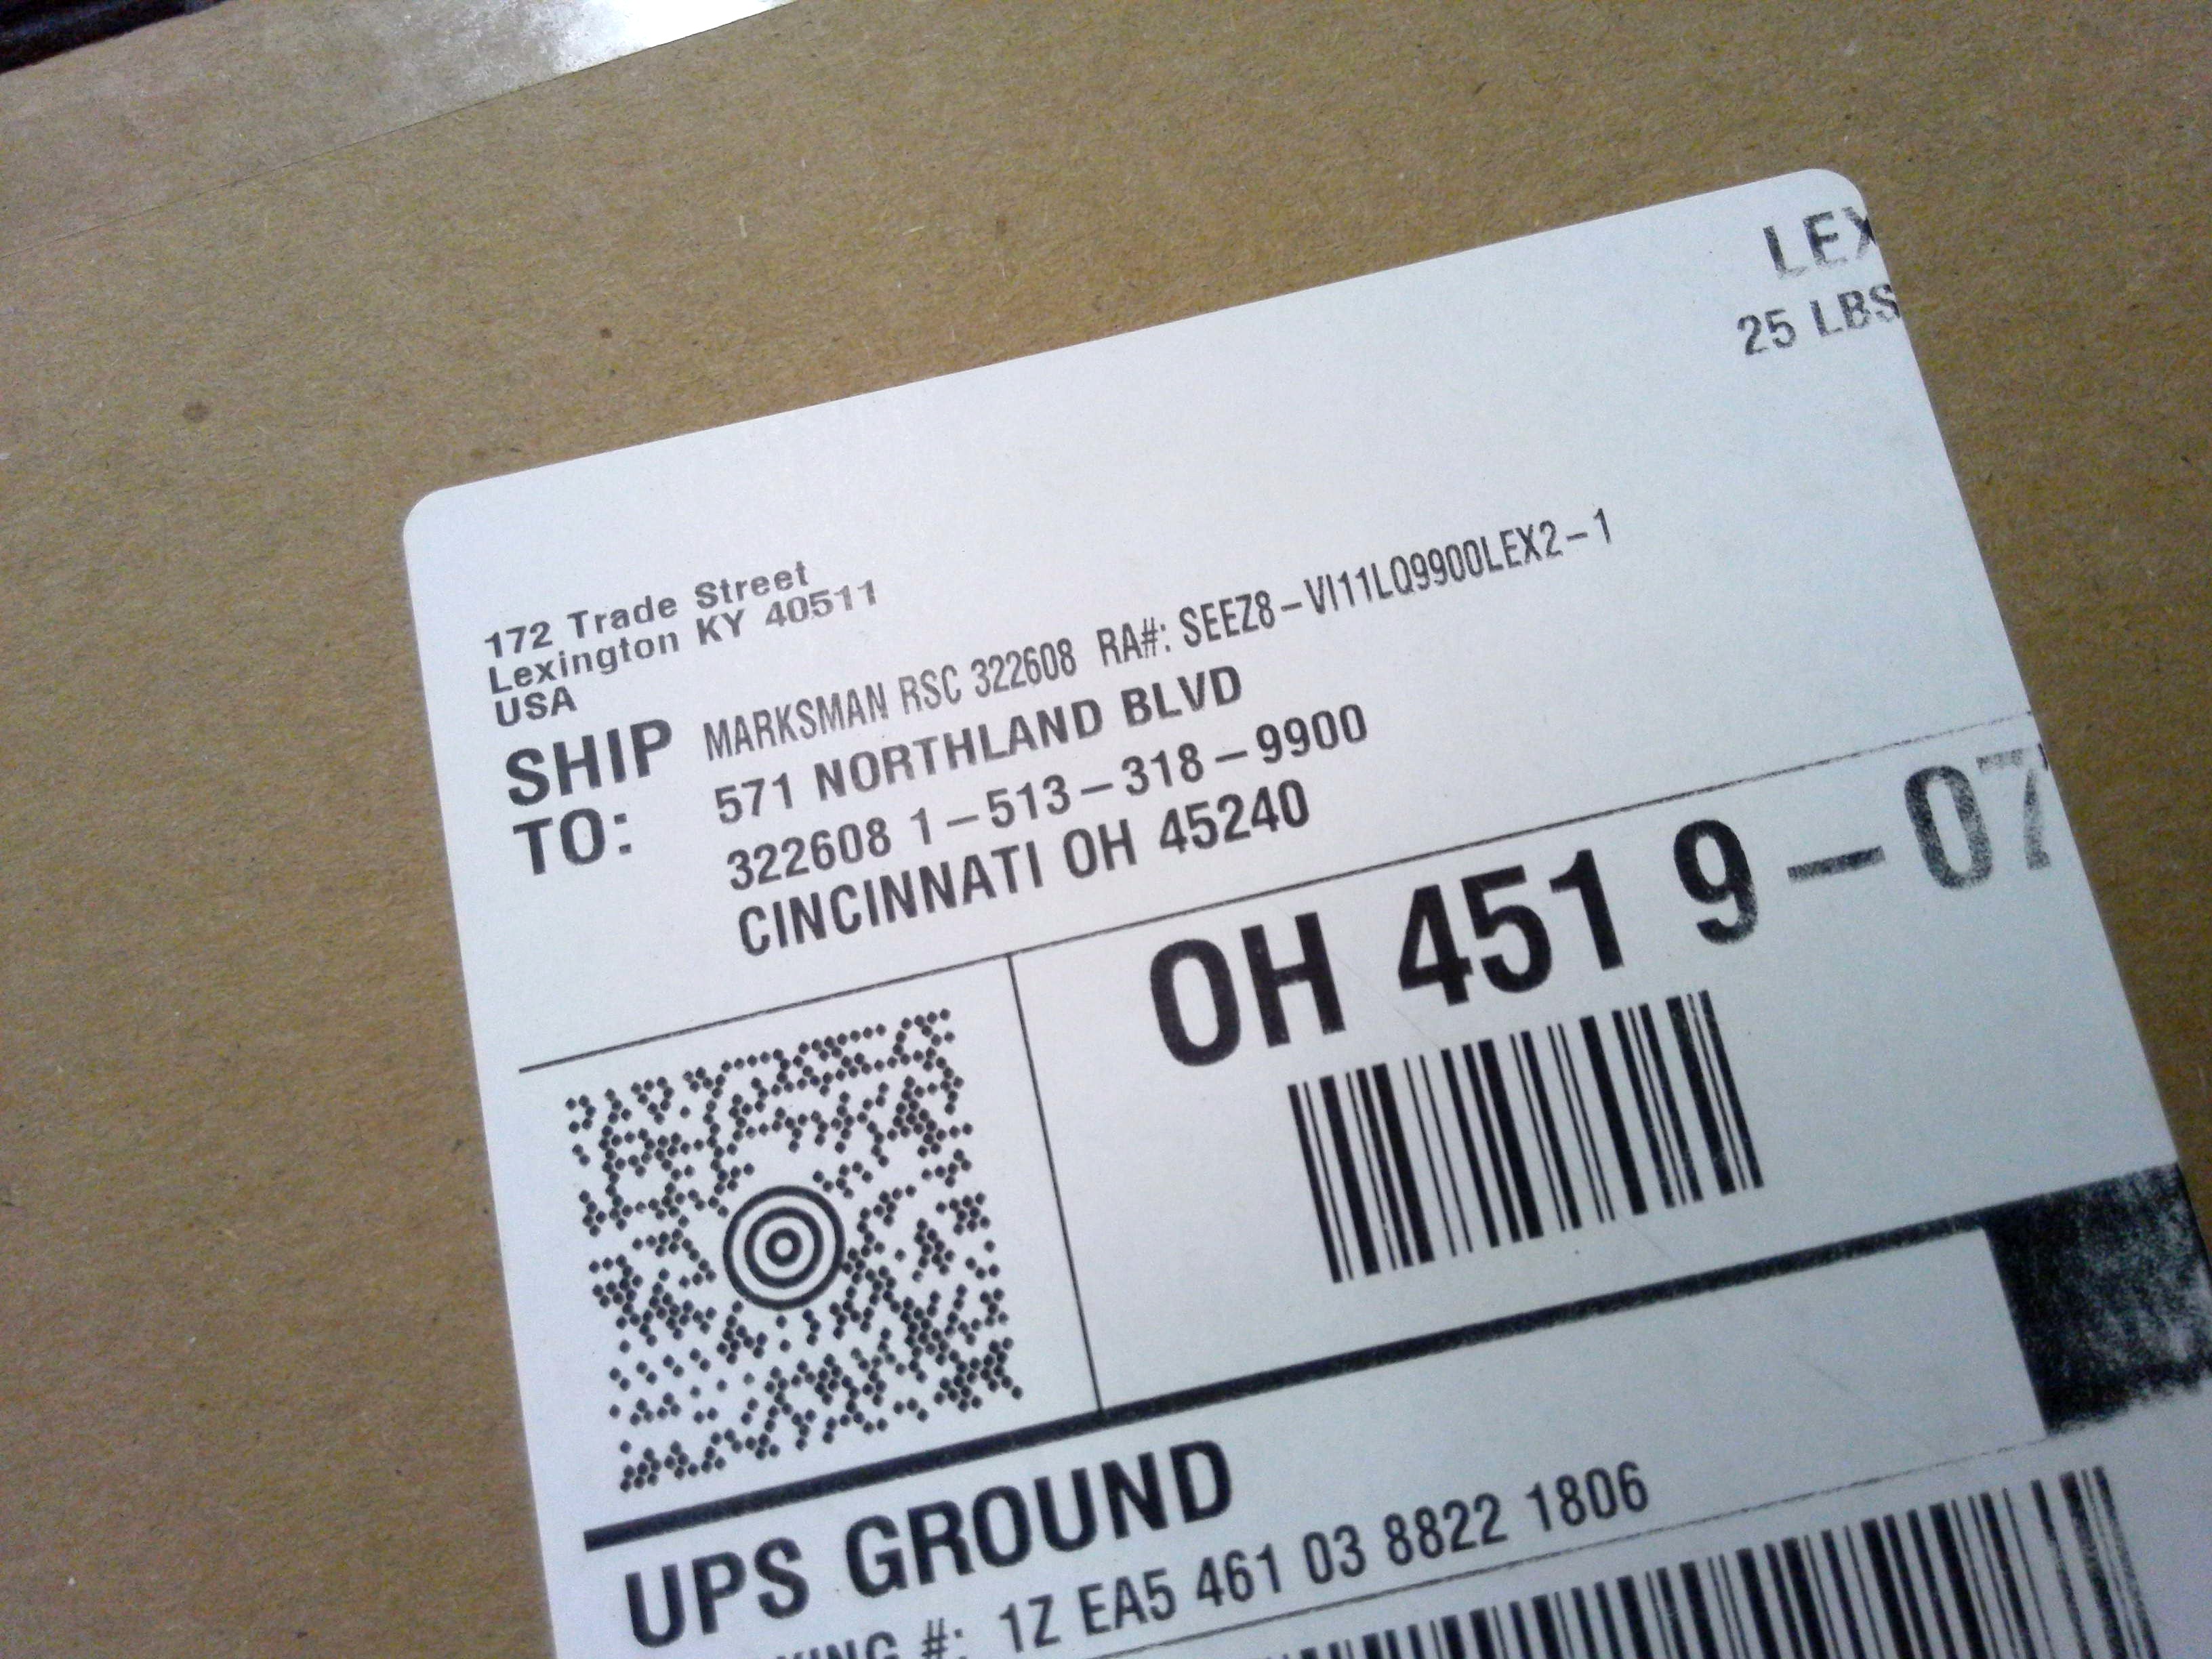 LEX
25 LBS
172 Trade Street
Lexington KY 40511
USA
SHIP TO:
MARKSMAN RSC 322608 RA#: SEEZ8-VI11LQ9900LEX2-1
571 NORTHLAND BLVD
322608 1-513-318-9900
CINCINNATI OH 45240
OH 451 9-07
UPS GROUND
KING #: 1Z EA5 461 03 8822 1806